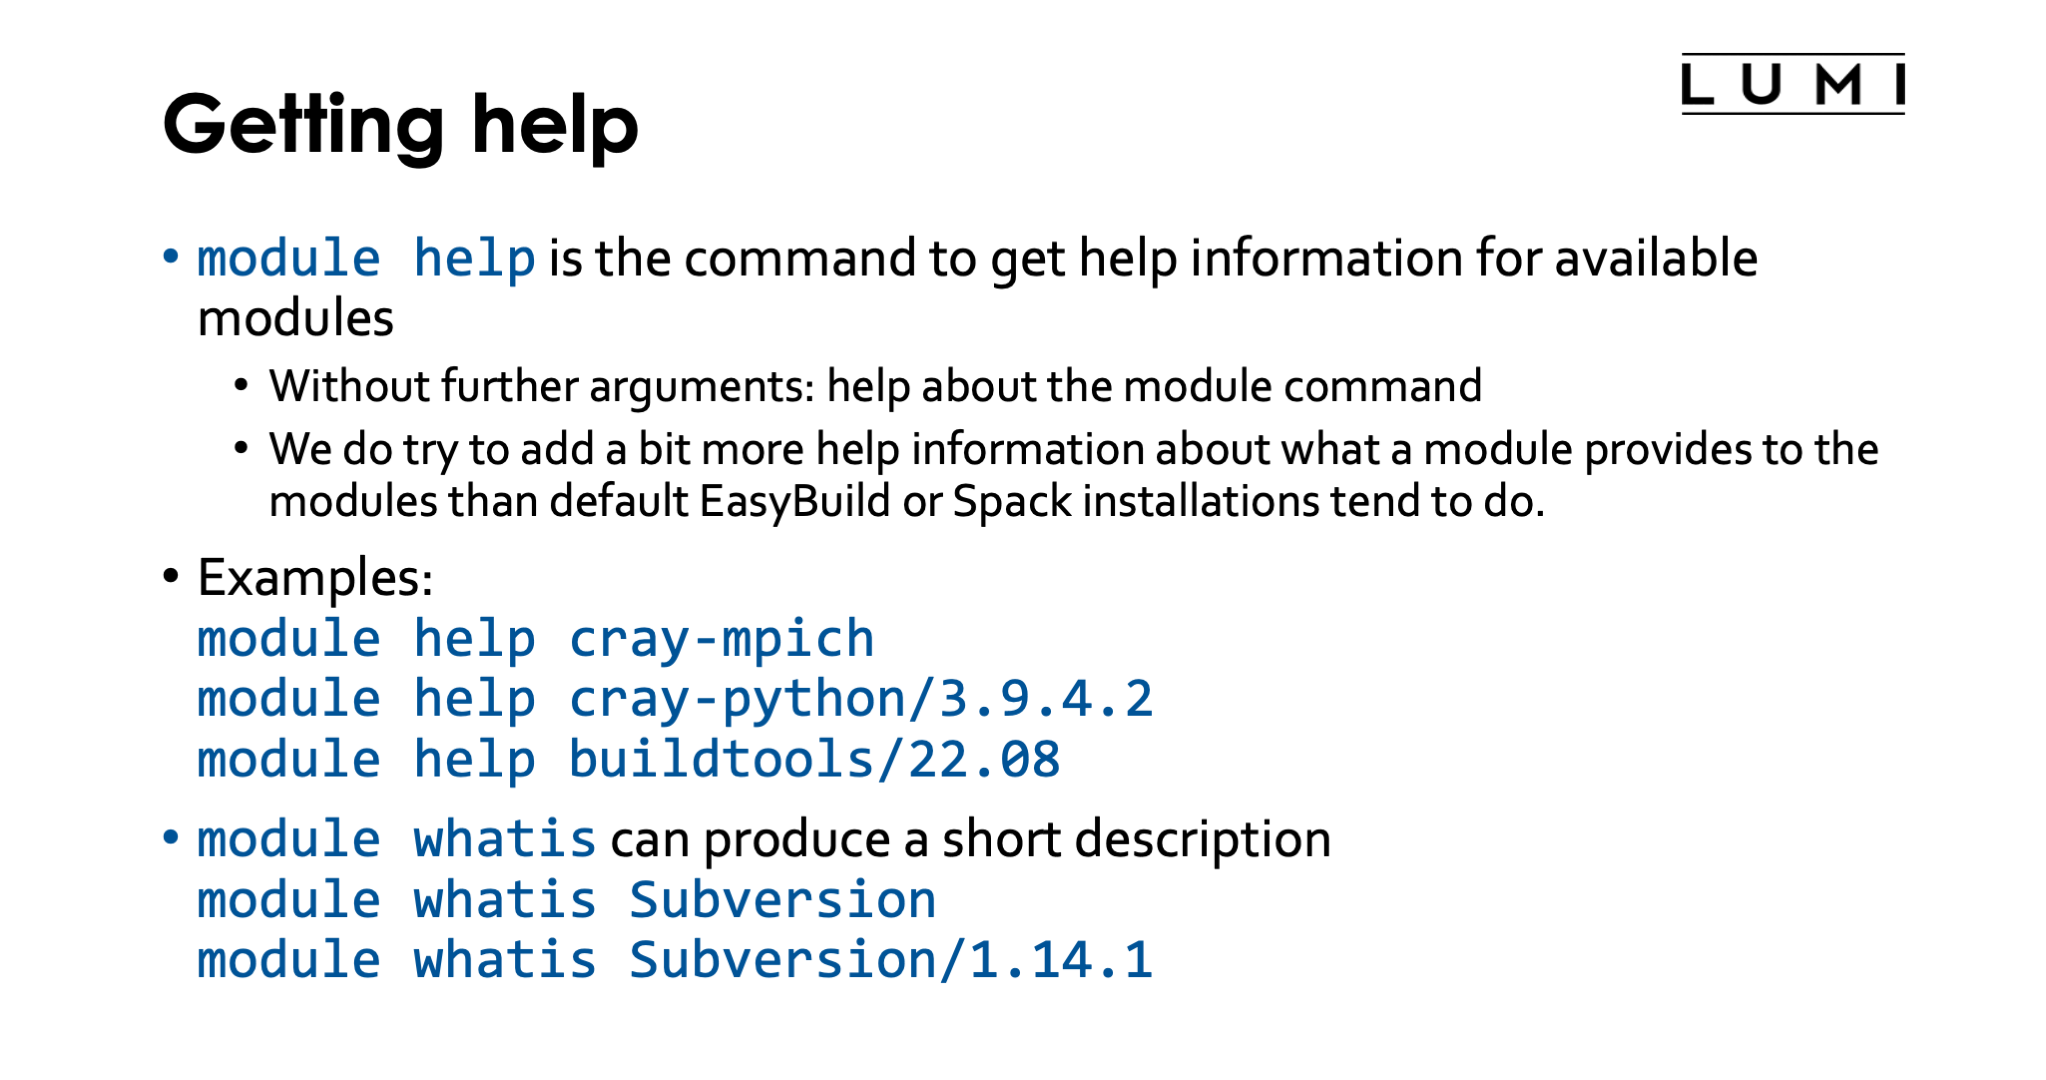 LUMI
Getting help
• module help is the command to get help information for available
modules
• Without further arguments: help about the module command
• We do try to add a bit more help information about what a module provides to the
modules than default EasyBuild or Spack installations tend to do.
• Examples:
module help cray-mpich
module help cray-python/3.9.4.2
module help buildtools/22.08
• module whatis can produce a short description
module whatis Subversion
module whatis Subversion/1.14.1